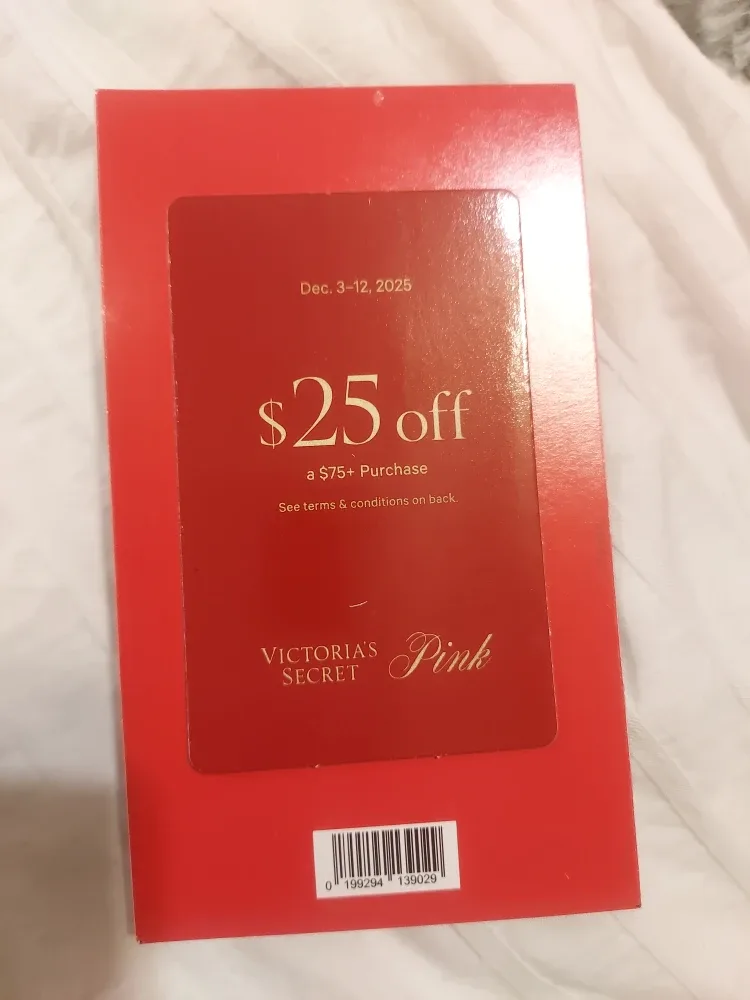 Dec. 3–12, 2025
$25 off
a $75+ Purchase
See terms & conditions on back.
VICTORIA'S
SECRET
Pink
0 199294 139029